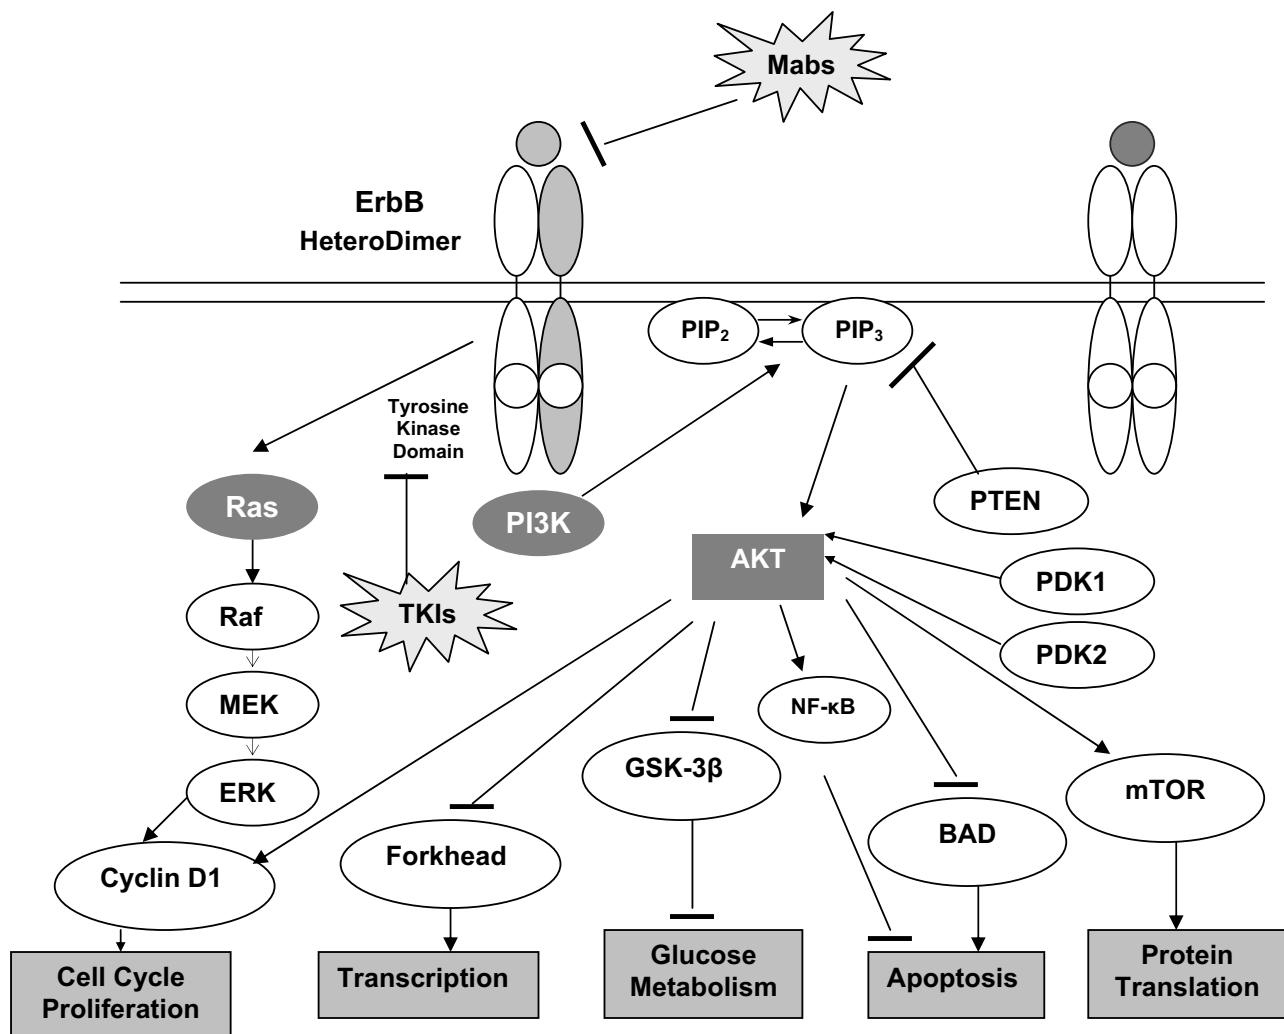 Mabs
ErbB
HeteroDimer
PIP₂
PIP₃
Tyrosine
Kinase
Domain
Ras
PI3K
PTEN
AKT
PDK1
Raf
TKIs
PDK2
MEK
NF-κB
GSK-3β
ERK
mTOR
Cyclin D1
Forkhead
BAD
Cell Cycle
Proliferation
Transcription
Glucose
Metabolism
Apoptosis
Protein
Translation